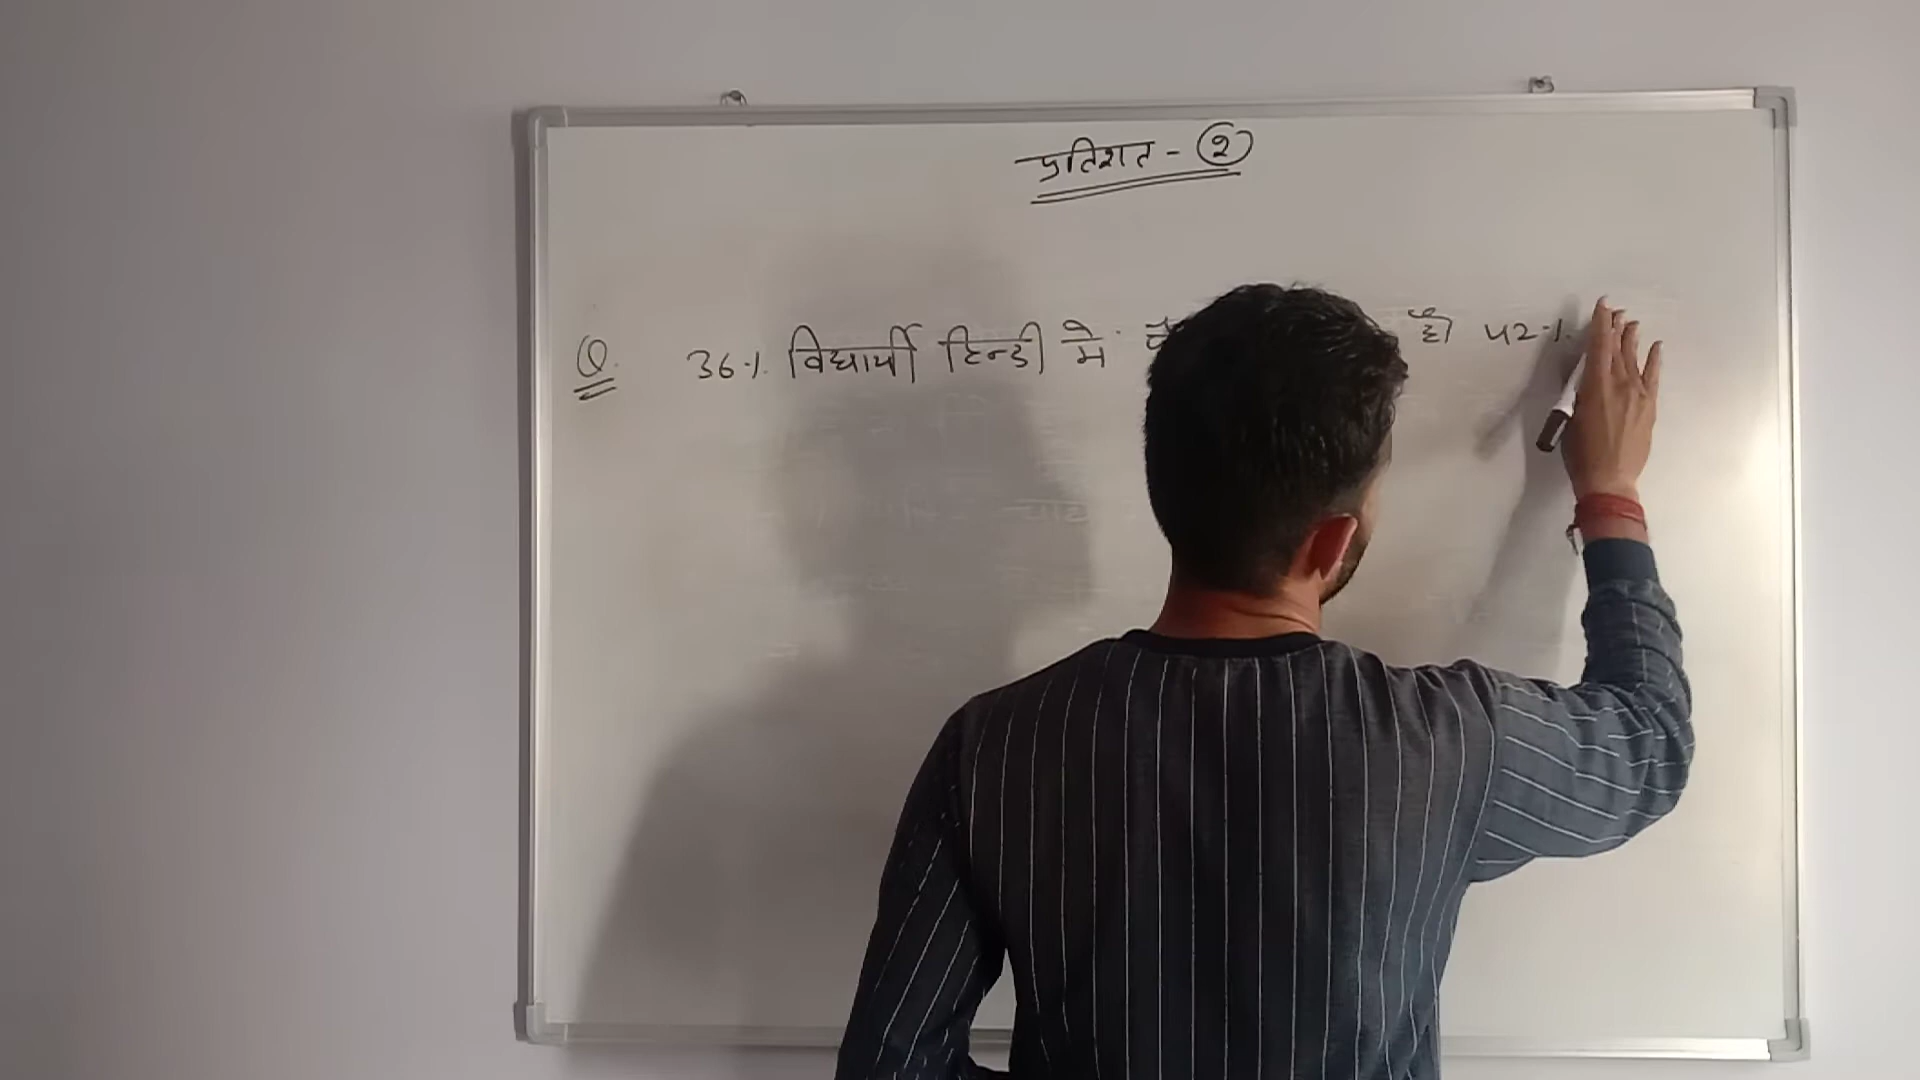 प्रतिशत - 2
Q. 36% विद्यार्थी हिन्दी में है 42%